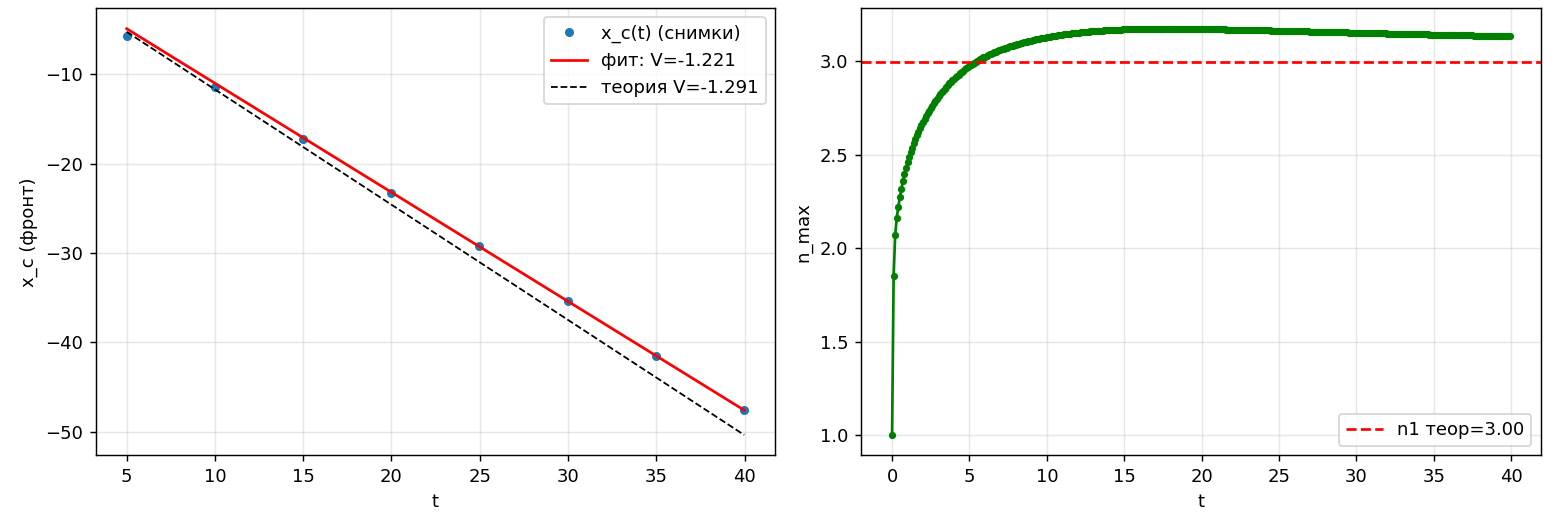 x_c(t) (снимки)
фит: V=-1.221
теория V=-1.291
−10
−20
−30
−40
−50
5 10 15 20 25 30 35 40
t
x_c (фронт)
3.0
2.5
2.0
1.5
1.0
0 5 10 15 20 25 30 35 40
t
n_max
n1 теор=3.00